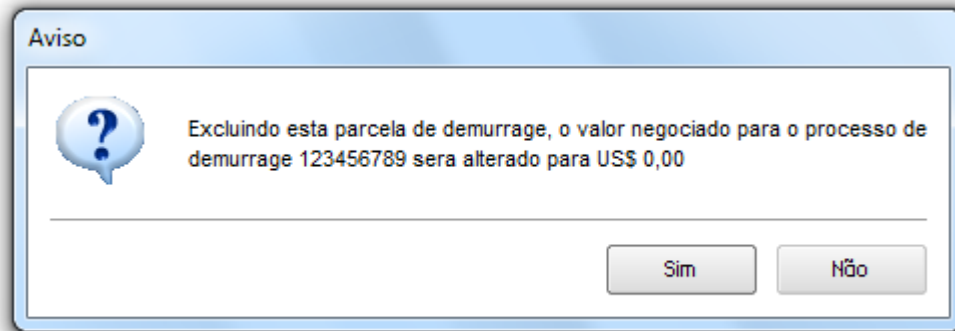 Aviso
Excluindo esta parcela de demurrage, o valor negociado para o processo de
demurrage 123456789 sera alterado para US$ 0,00
Sim
Não